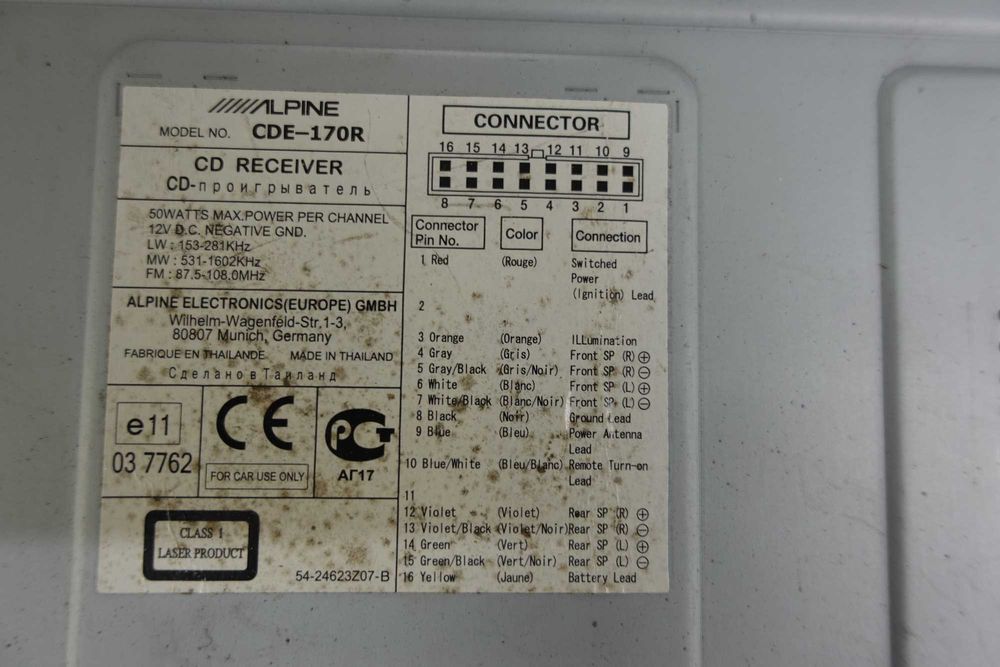 ALPINE
MODEL NO. CDE-170R
CD RECEIVER
CD-проигрыватель
50WATTS MAX.POWER PER CHANNEL
12V D.C. NEGATIVE GND.
LW : 153-281KHz
MW : 531-1602KHz
FM : 87.5-108.0MHz
ALPINE ELECTRONICS(EUROPE) GMBH
Wilhelm-Wagenfeld-Str.1-3,
80807 Munich, Germany
FABRIQUE EN THAILANDE MADE IN THAILAND
Сделано в Таиланд
e11
03 7762
CE
FOR CAR USE ONLY
РСТ
АГ17
CLASS 1
LASER PRODUCT
54-24623Z07-B
CONNECTOR
16 15 14 13 12 11 10 9
8 7 6 5 4 3 2 1
Connector Pin No. Color Connection
1 Red (Rouge) Switched
Power
(Ignition) Lead
2
3 Orange (Orange) ILLumination
4 Gray (Gris) Front SP (R) ⊕
5 Gray/Black (Gris/Noir) Front SP (R) ⊖
6 White (Blanc) Front SP (L) ⊕
7 White/Black (Blanc/Noir) Front SP (L) ⊖
8 Black (Noir) Ground Lead
9 Blue (Bleu) Power Antenna
Lead
10 Blue/White (Bleu/Blanc) Remote Turn-on
Lead
11
12 Violet (Violet) Rear SP (R) ⊕
13 Violet/Black (Violet/Noir) Rear SP (R) ⊖
14 Green (Vert) Rear SP (L) ⊕
15 Green/Black (Vert/Noir) Rear SP (L) ⊖
16 Yellow (Jaune) Battery Lead